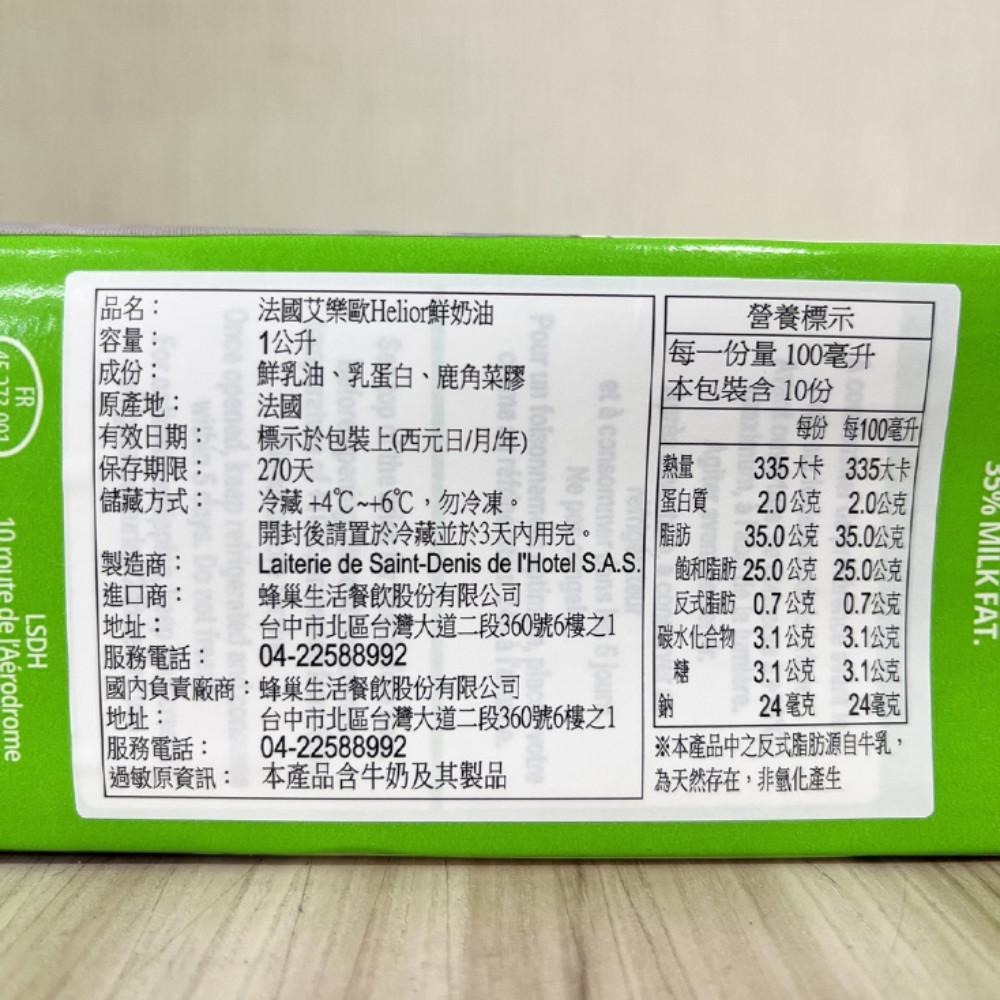 品名： 法國艾樂歐Helior鮮奶油
容量： 1公升
成份： 鮮乳油、乳蛋白、鹿角菜膠
原產地： 法國
有效日期： 標示於包裝上(西元日/月/年)
保存期限： 270天
儲藏方式： 冷藏 +4℃~+6℃，勿冷凍。
開封後請置於冷藏並於3天內用完。
製造商： Laiterie de Saint-Denis de l'Hotel S.A.S.
進口商： 蜂巢生活餐飲股份有限公司
地址： 台中市北區台灣大道二段360號6樓之1
服務電話： 04-22588992
國內負責廠商： 蜂巢生活餐飲股份有限公司
地址： 台中市北區台灣大道二段360號6樓之1
服務電話： 04-22588992
過敏原資訊： 本產品含牛奶及其製品
營養標示
每一份量 100毫升
本包裝含 10份
每份 每100毫升
熱量 335大卡 335大卡
蛋白質 2.0公克 2.0公克
脂肪 35.0公克 35.0公克
飽和脂肪 25.0公克 25.0公克
反式脂肪 0.7公克 0.7公克
碳水化合物 3.1公克 3.1公克
糖 3.1公克 3.1公克
鈉 24毫克 24毫克
※本產品中之反式脂肪源自牛乳，
為天然存在，非氫化產生
FR
45 272 001
LSDH
10 route de l'Aérodrome
35% MILK FAT.